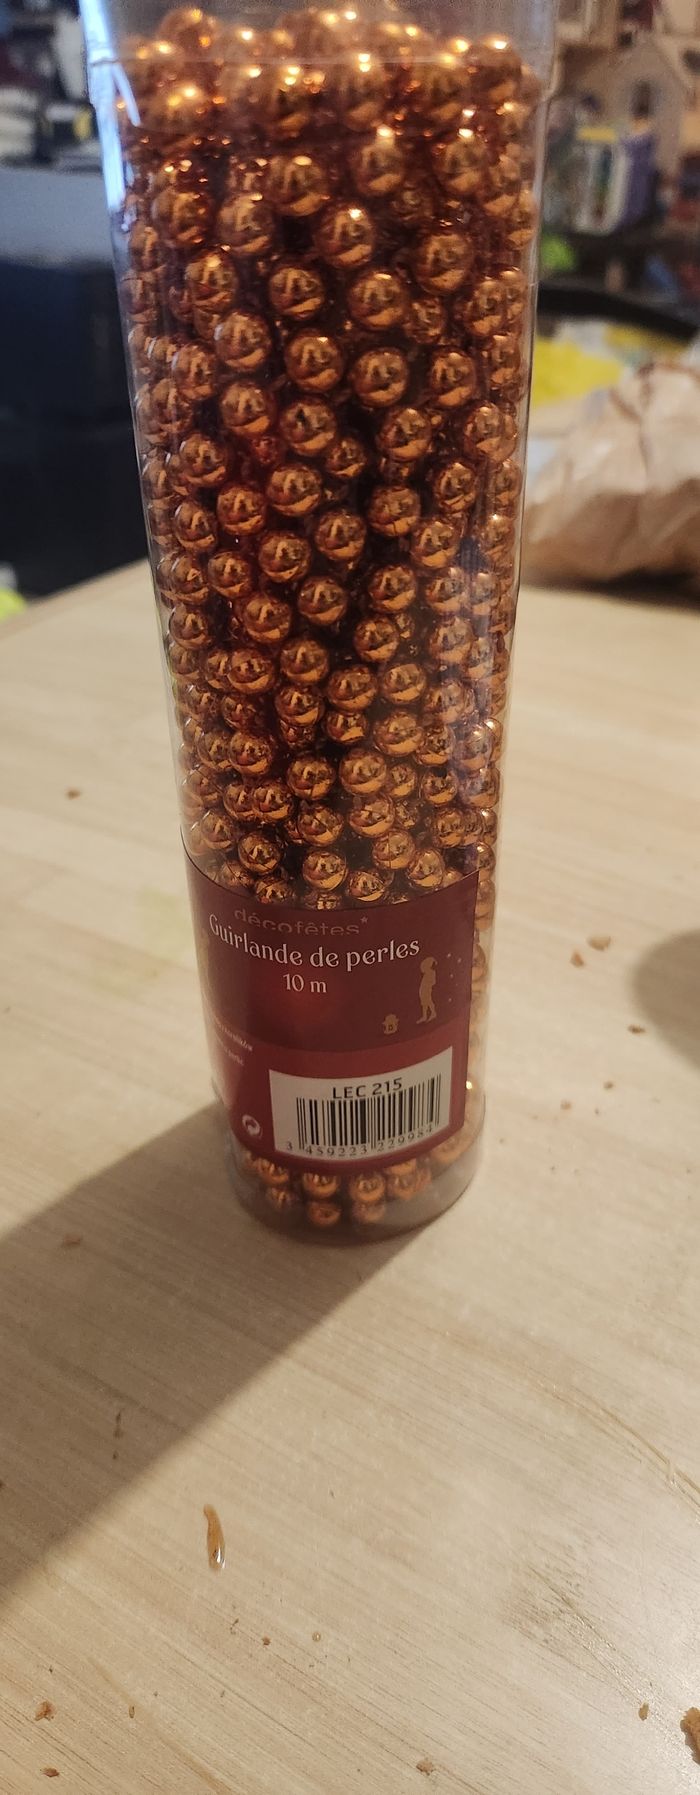 décofêtes*
Guirlande de perles
10 m
LEC 215
3 459223 229984